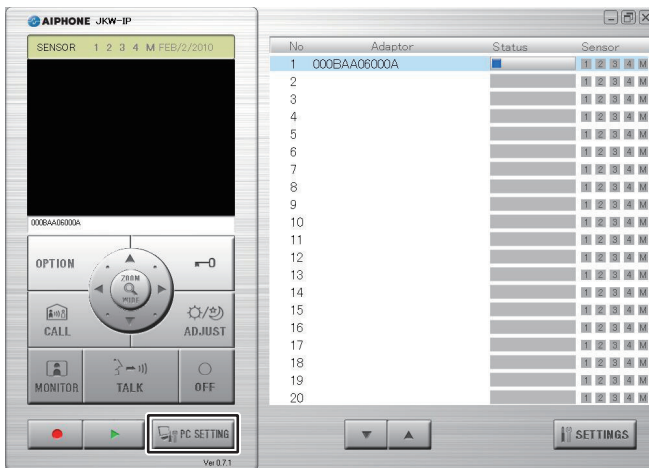 AIPHONE JKW-IP
SENSOR 1 2 3 4 M FEB/2/2010
000BAA06000A
OPTION
ZOOM
MODE
CALL
ADJUST
MONITOR
TALK
OFF
PC SETTING
Ver 0.7.1
No Adaptor Status Sensor
1 000BAA06000A 1 2 3 4 M
2 1 2 3 4 M
3 1 2 3 4 M
4 1 2 3 4 M
5 1 2 3 4 M
6 1 2 3 4 M
7 1 2 3 4 M
8 1 2 3 4 M
9 1 2 3 4 M
10 1 2 3 4 M
11 1 2 3 4 M
12 1 2 3 4 M
13 1 2 3 4 M
14 1 2 3 4 M
15 1 2 3 4 M
16 1 2 3 4 M
17 1 2 3 4 M
18 1 2 3 4 M
19 1 2 3 4 M
20 1 2 3 4 M
SETTINGS